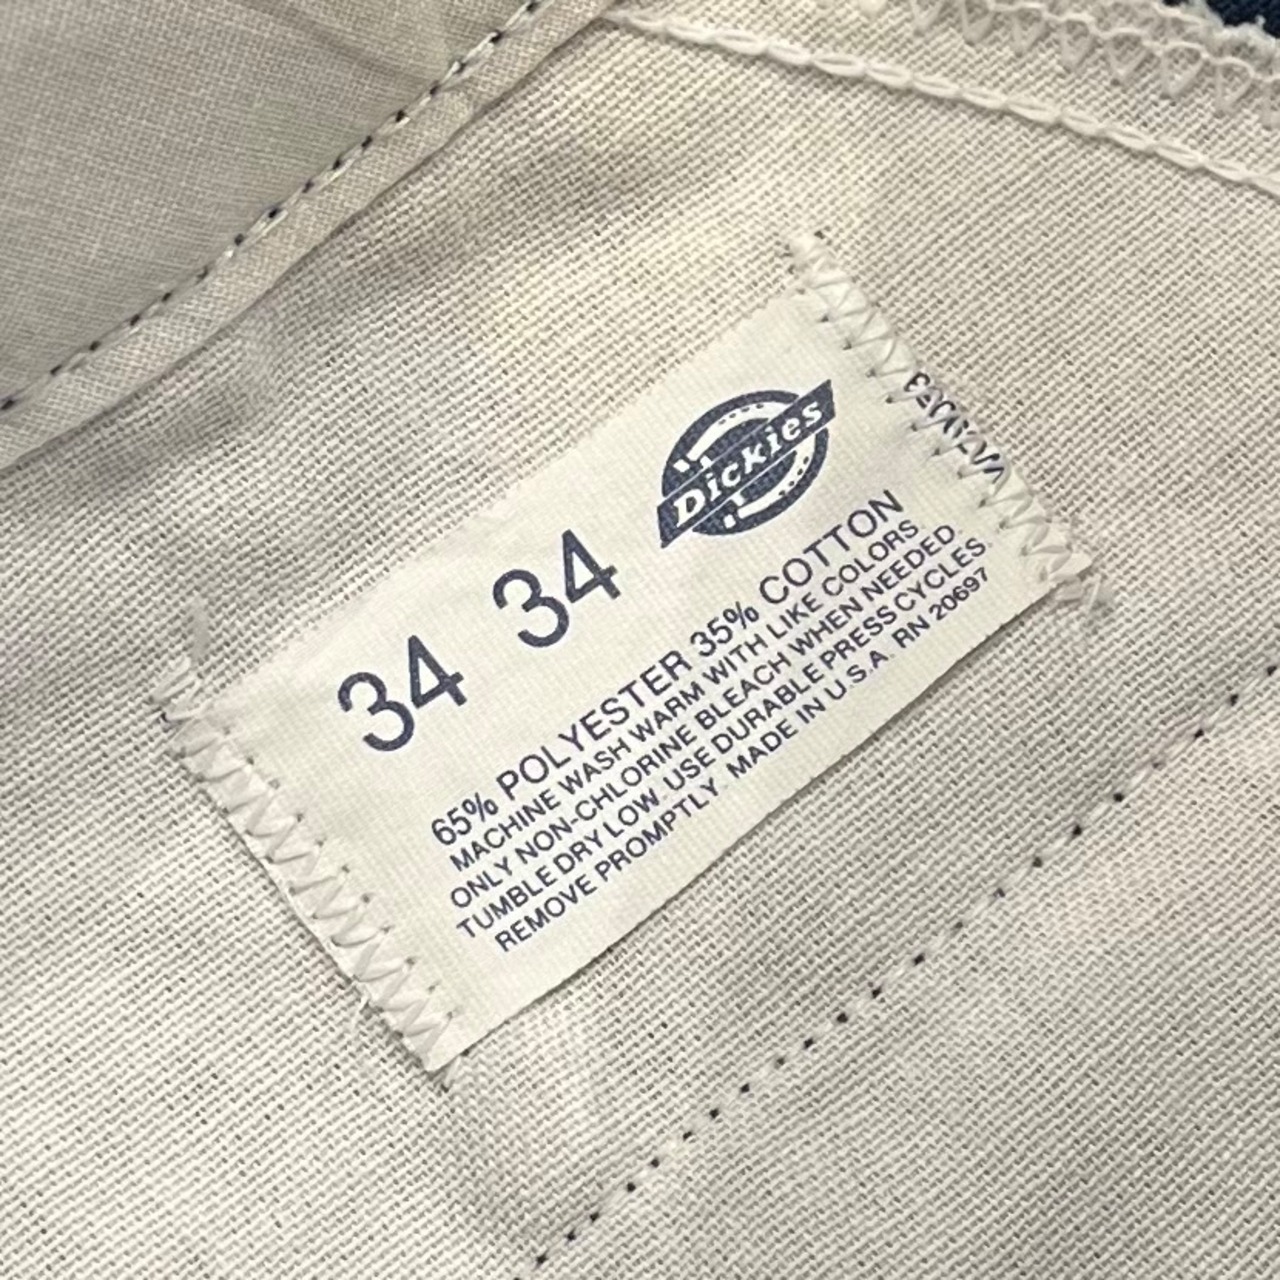 Dickies
34 34
65% POLYESTER 35% COTTON
MACHINE WASH WARM WITH LIKE COLORS
ONLY NON-CHLORINE BLEACH WHEN NEEDED
TUMBLE DRY LOW. USE DURABLE PRESS CYCLES
REMOVE PROMPTLY MADE IN U.S.A. RN 20697